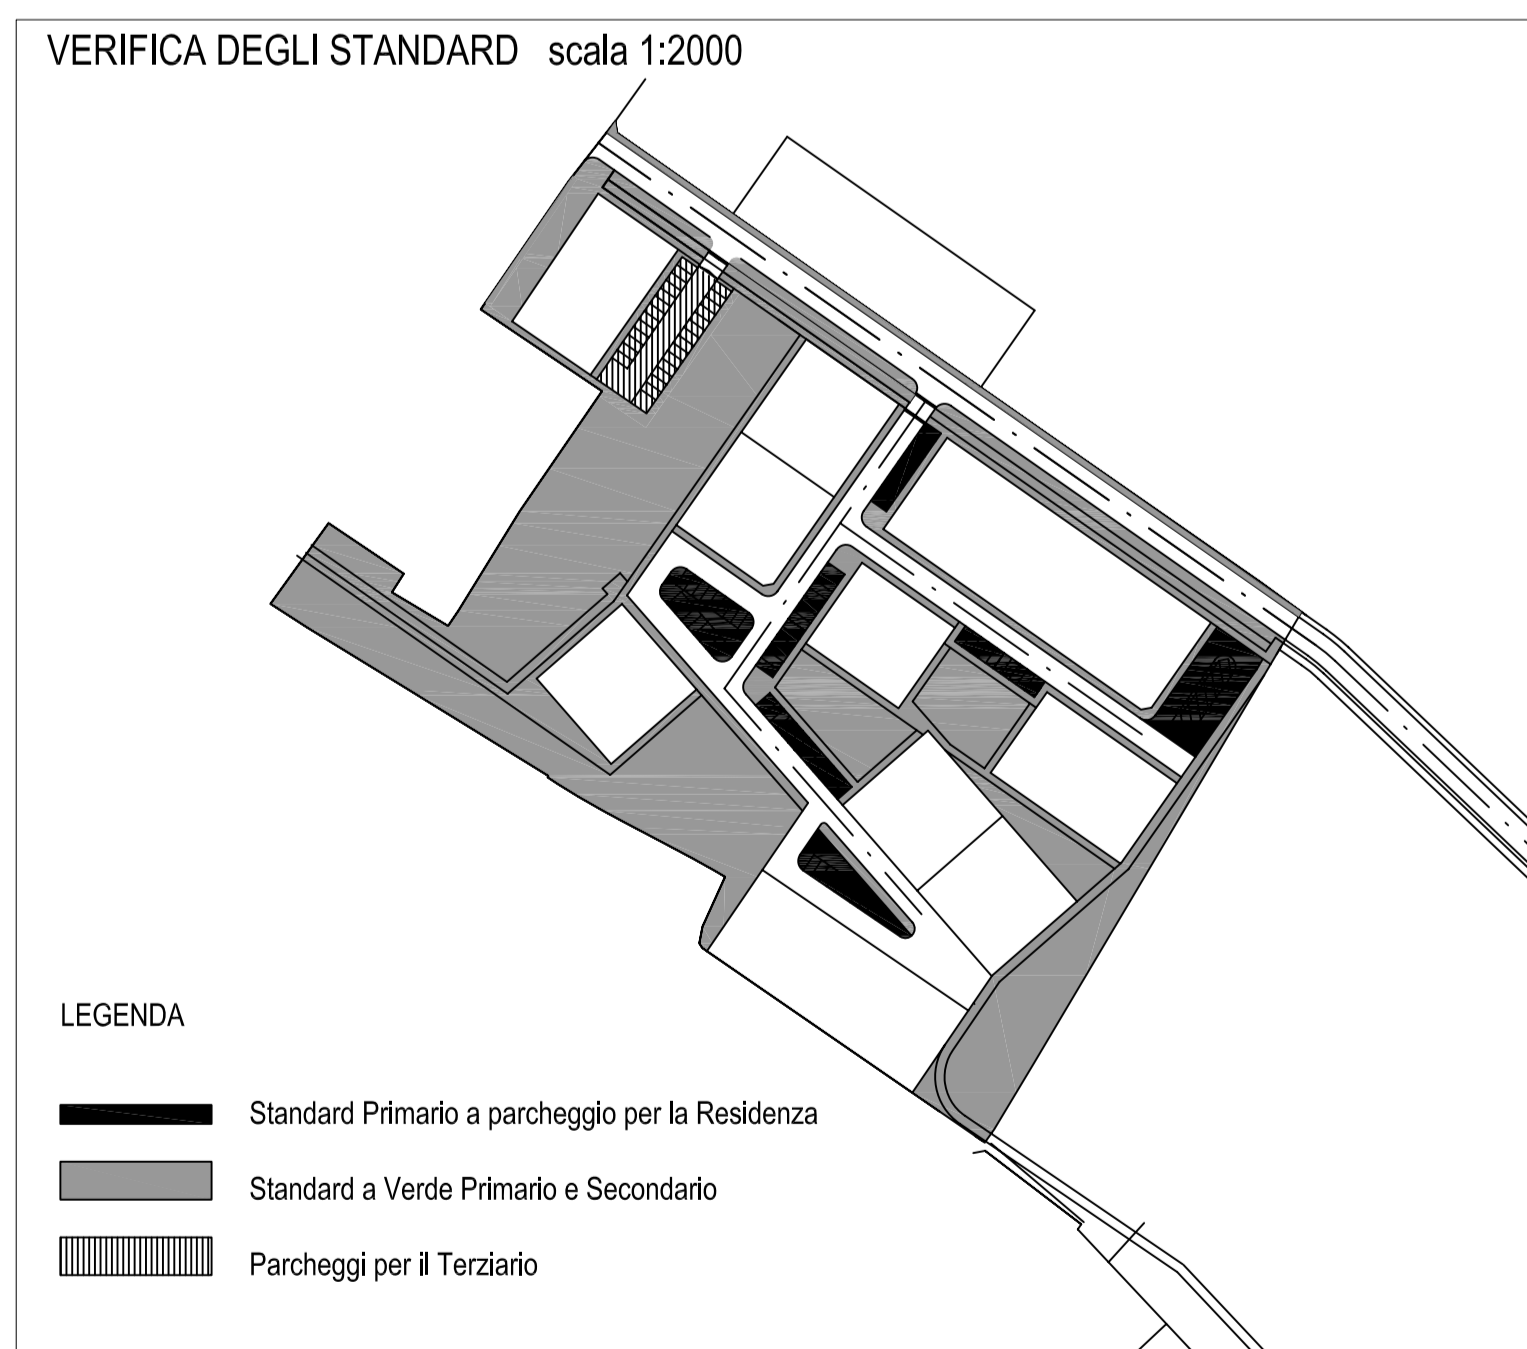 VERIFICA DEGLI STANDARD scala 1:2000
LEGENDA
Standard Primario a parcheggio per la Residenza
Standard a Verde Primario e Secondario
Parcheggi per il Terziario